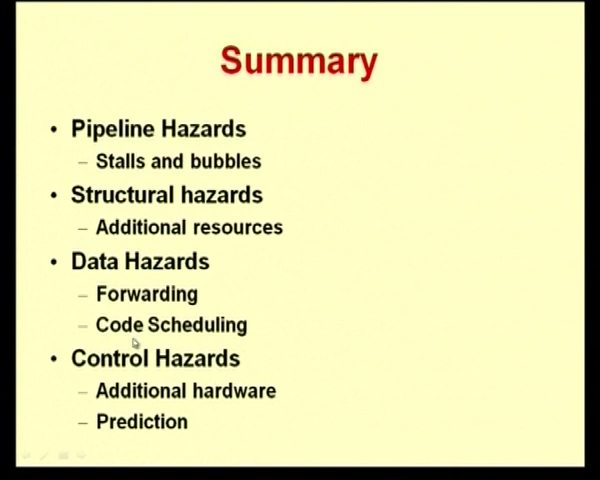 Summary
• Pipeline Hazards
– Stalls and bubbles
• Structural hazards
– Additional resources
• Data Hazards
– Forwarding
– Code Scheduling
• Control Hazards
– Additional hardware
– Prediction